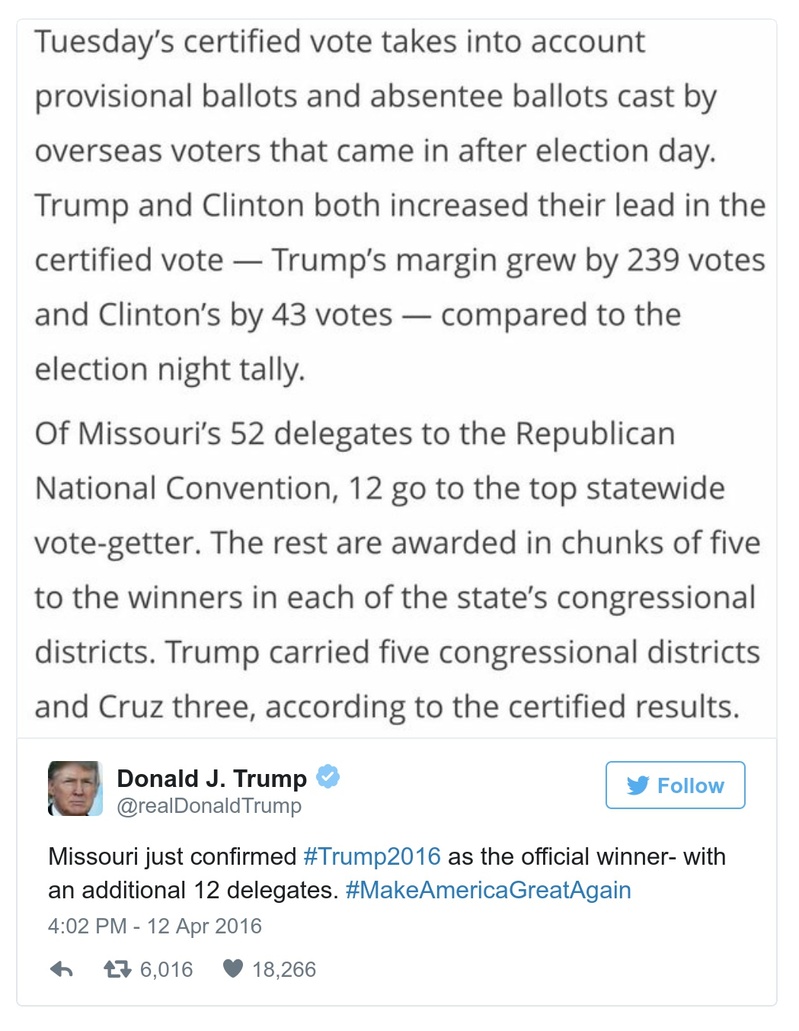 Tuesday’s certified vote takes into account
provisional ballots and absentee ballots cast by
overseas voters that came in after election day.
Trump and Clinton both increased their lead in the
certified vote — Trump’s margin grew by 239 votes
and Clinton’s by 43 votes — compared to the
election night tally.
Of Missouri’s 52 delegates to the Republican
National Convention, 12 go to the top statewide
vote-getter. The rest are awarded in chunks of five
to the winners in each of the state’s congressional
districts. Trump carried five congressional districts
and Cruz three, according to the certified results.
Donald J. Trump
@realDonaldTrump
Follow
Missouri just confirmed #Trump2016 as the official winner- with
an additional 12 delegates. #MakeAmericaGreatAgain
4:02 PM - 12 Apr 2016
6,016 18,266